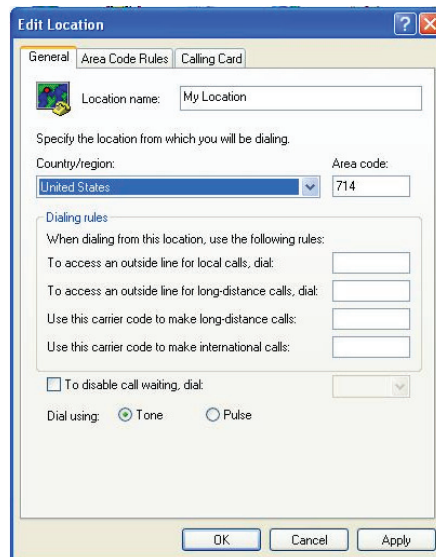 Edit Location
General Area Code Rules Calling Card
Location name: My Location
Specify the location from which you will be dialing.
Country/region: Area code:
United States 714
Dialing rules
When dialing from this location, use the following rules:
To access an outside line for local calls, dial:
To access an outside line for long-distance calls, dial:
Use this carrier code to make long-distance calls:
Use this carrier code to make international calls:
To disable call waiting, dial:
Dial using: Tone Pulse
OK Cancel Apply